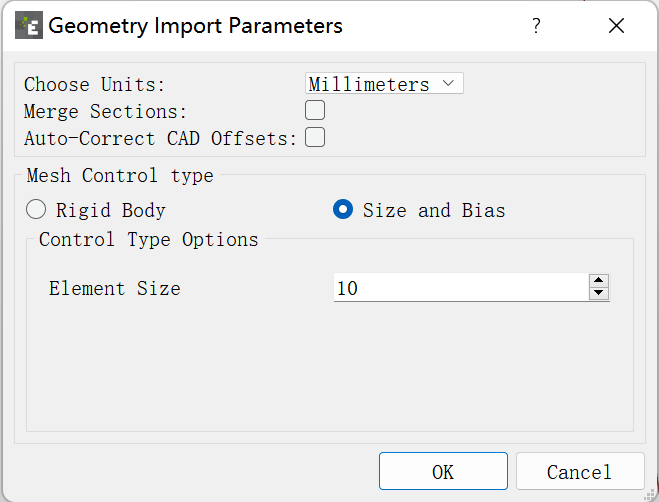 Geometry Import Parameters
?
Choose Units: Millimeters
Merge Sections:
Auto-Correct CAD Offsets:
Mesh Control type
Rigid Body Size and Bias
Control Type Options
Element Size 10
OK Cancel